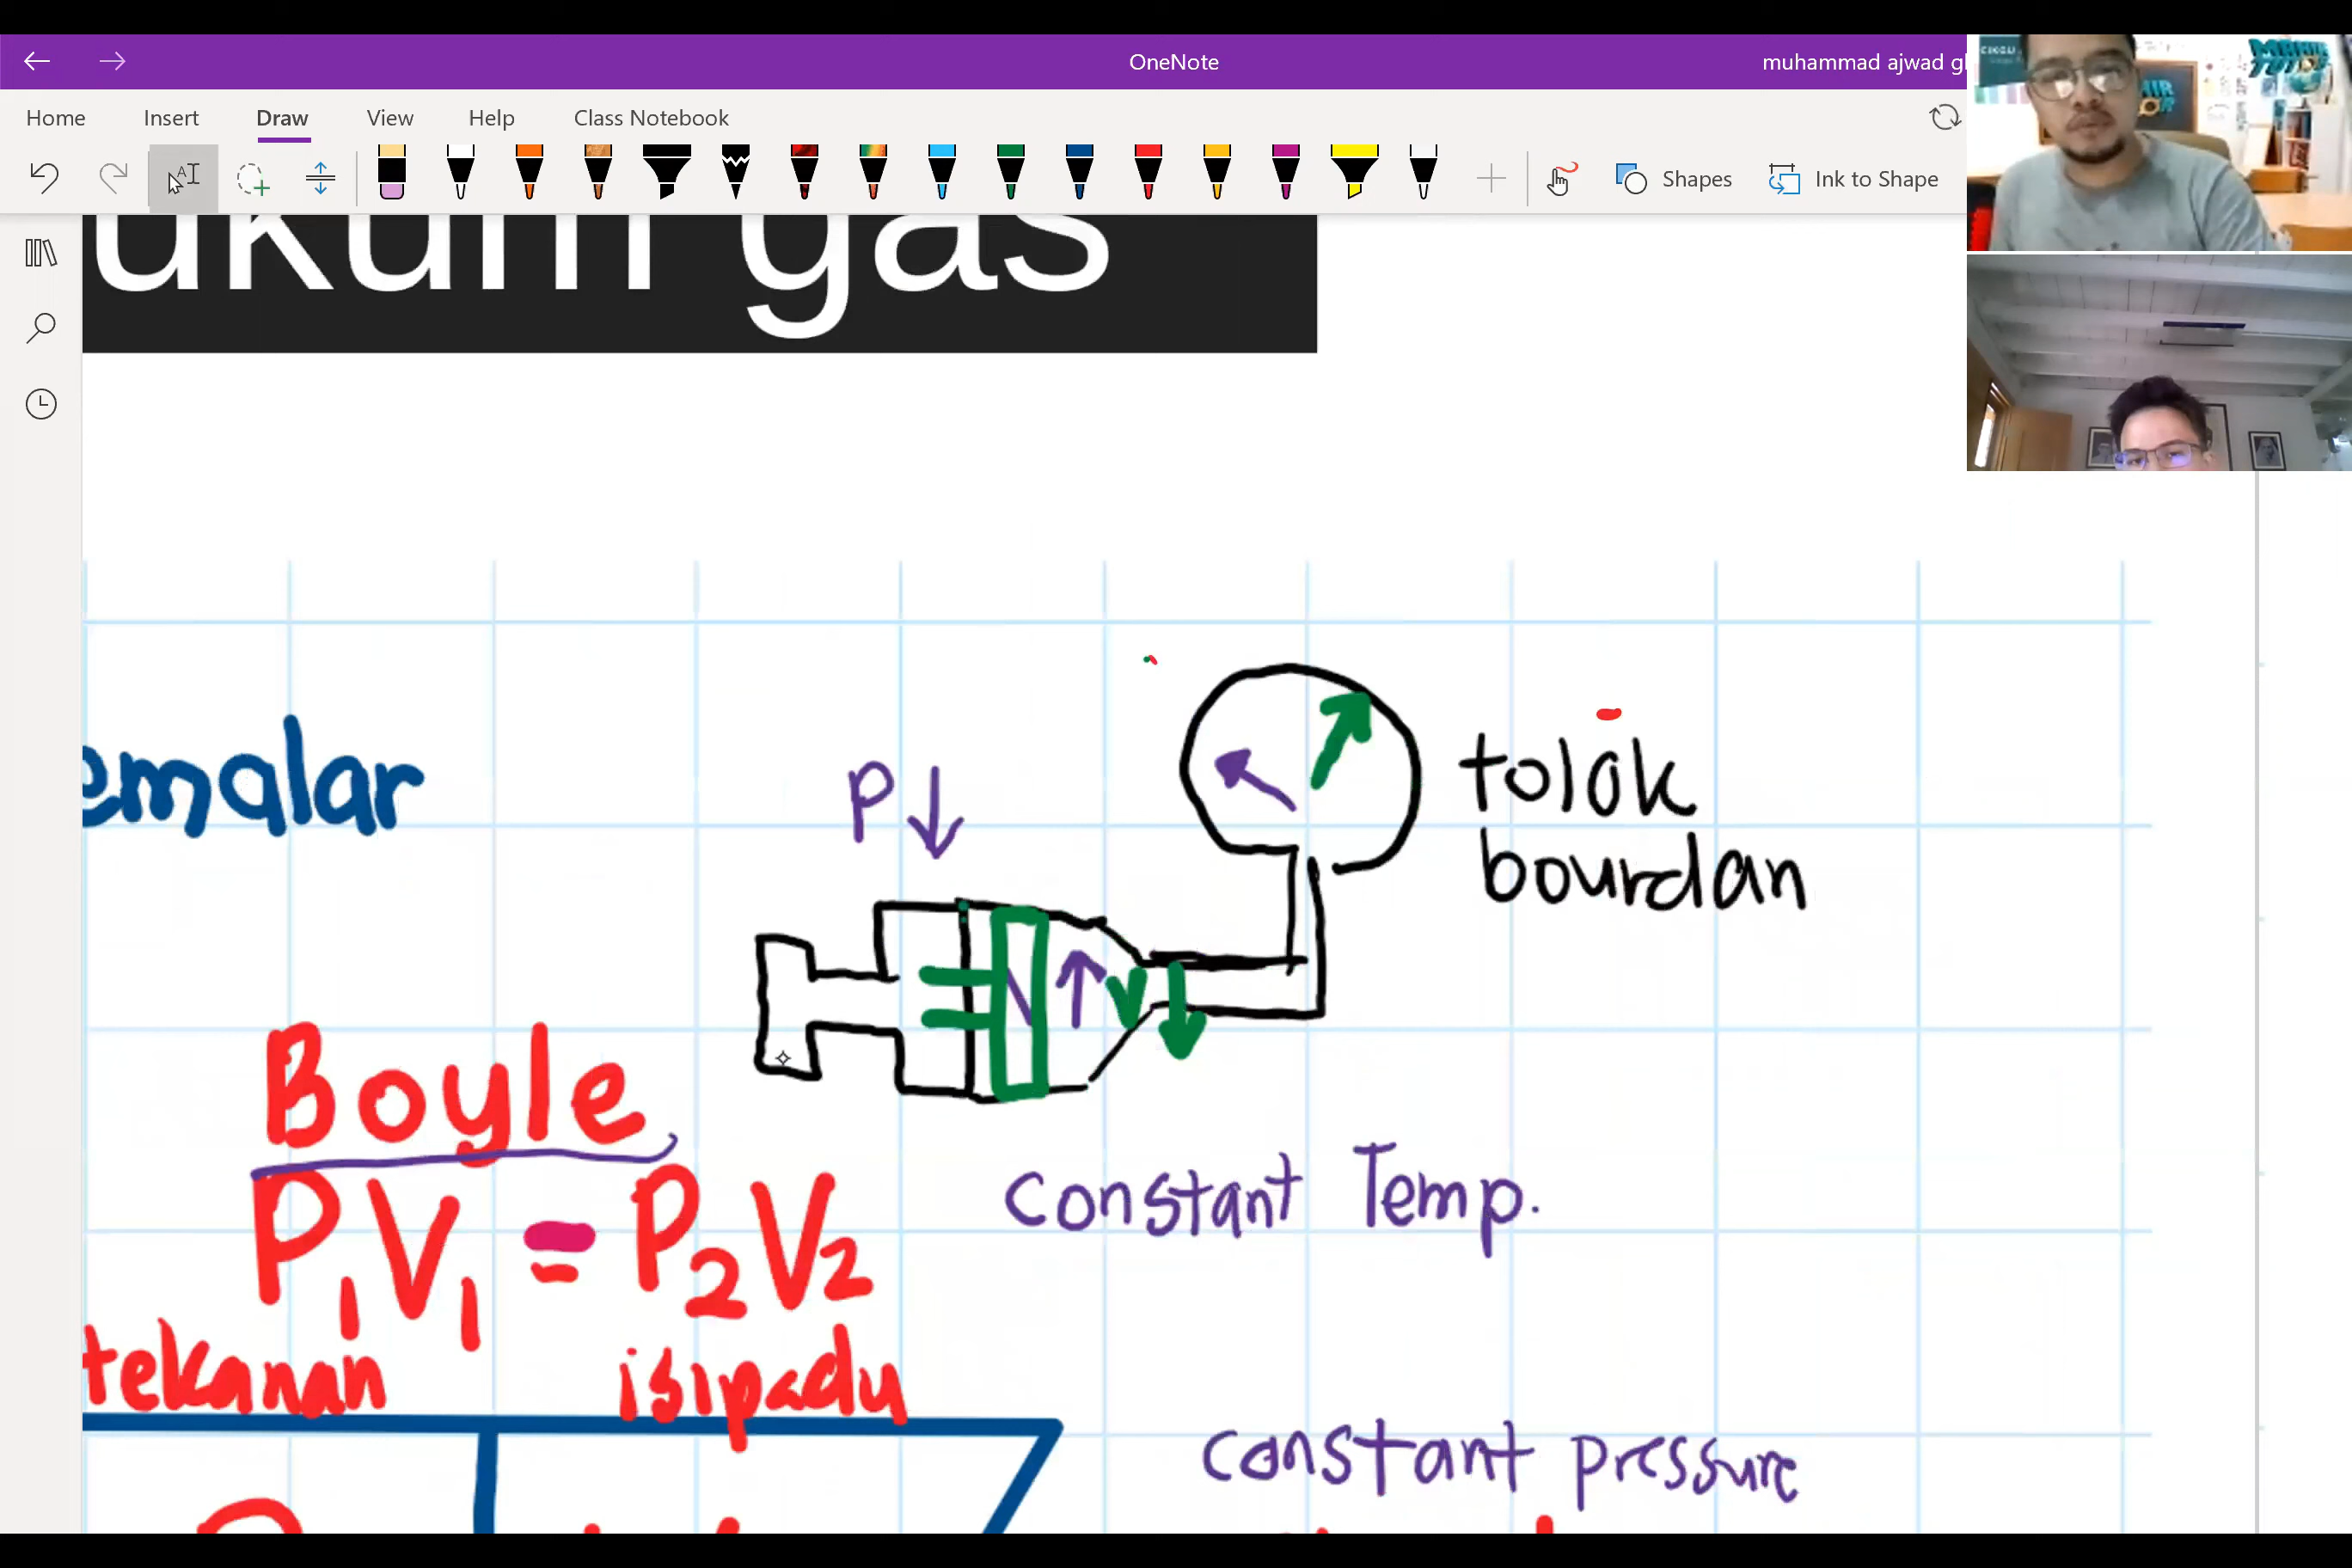 OneNote
muhammad ajwad g
Home Insert Draw View Help Class Notebook
Shapes Ink to Shape
CIKGU
ukum gas
emalar
P↓
tolok
bourdan
V↑ V↓
Boyle
P₁V₁ = P₂V₂
Constant Temp.
tekanan isipadu
constant pressure